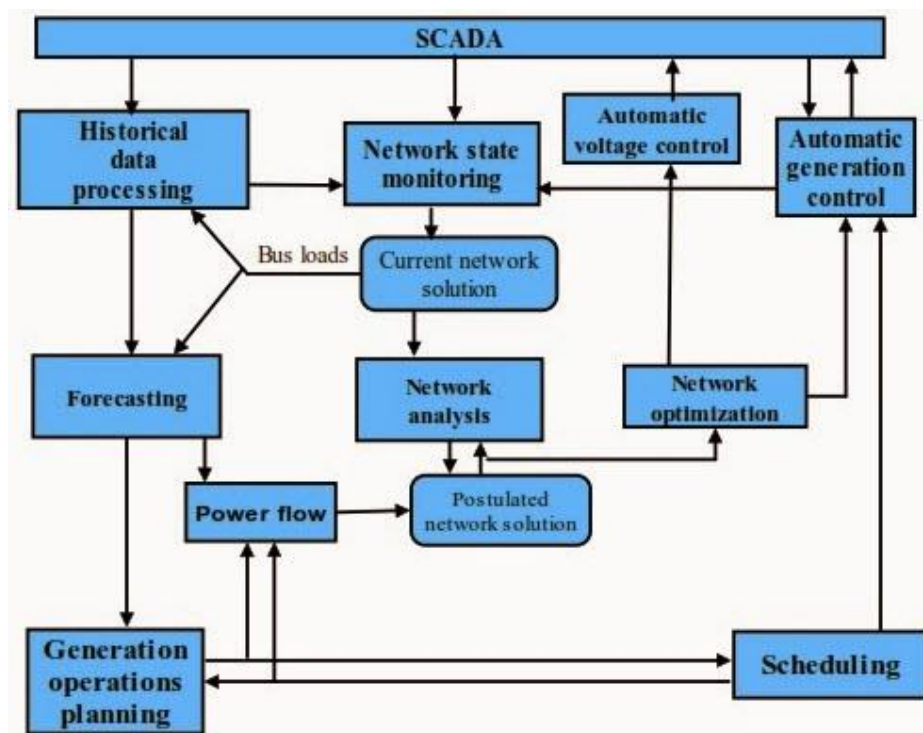 SCADA
Historical
data
processing
Network state
monitoring
Automatic
voltage control
Automatic
generation
control
Bus loads
Current network
solution
Forecasting
Network
analysis
Network
optimization
Power flow
Postulated
network solution
Generation
operations
planning
Scheduling